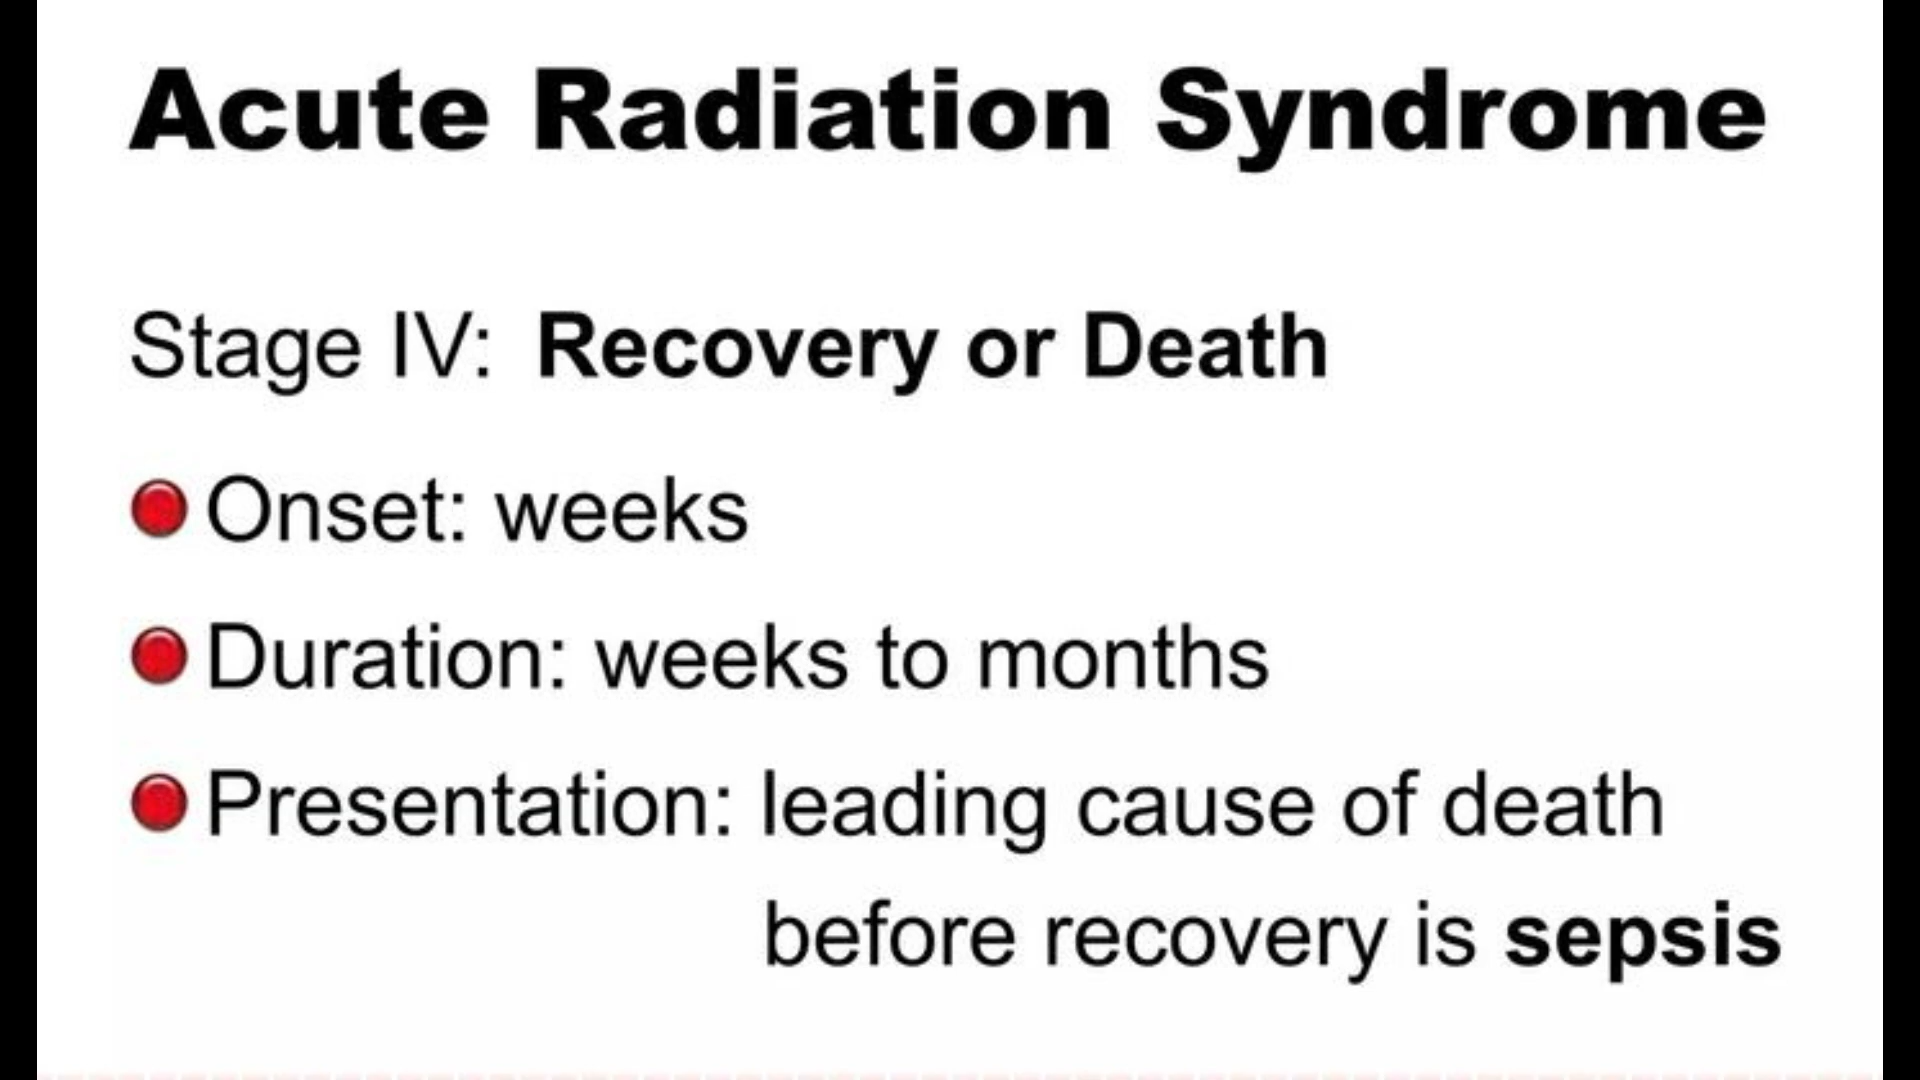 Acute Radiation Syndrome
Stage IV: Recovery or Death
Onset: weeks
Duration: weeks to months
Presentation: leading cause of death
before recovery is sepsis